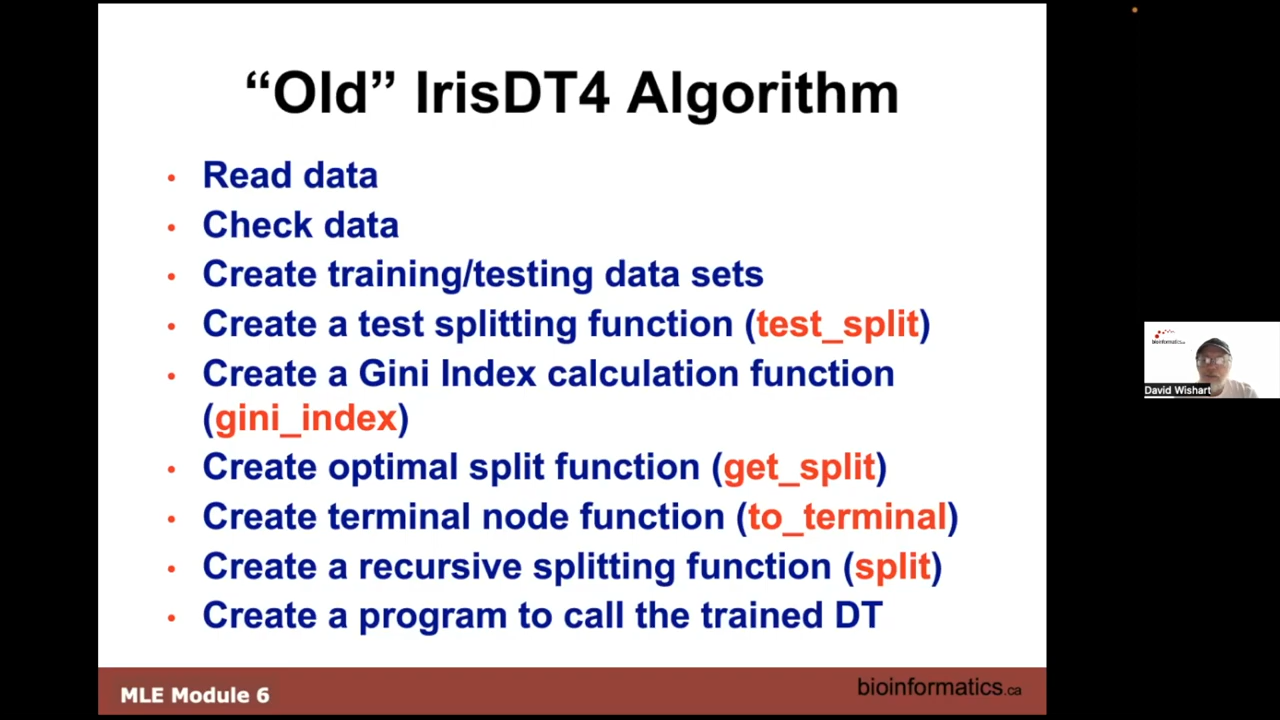 “Old” IrisDT4 Algorithm
• Read data
• Check data
• Create training/testing data sets
• Create a test splitting function (test_split)
• Create a Gini Index calculation function
(gini_index)
• Create optimal split function (get_split)
• Create terminal node function (to_terminal)
• Create a recursive splitting function (split)
• Create a program to call the trained DT
MLE Module 6
bioinformatics.ca
bioinformatics.ca
David Wishart